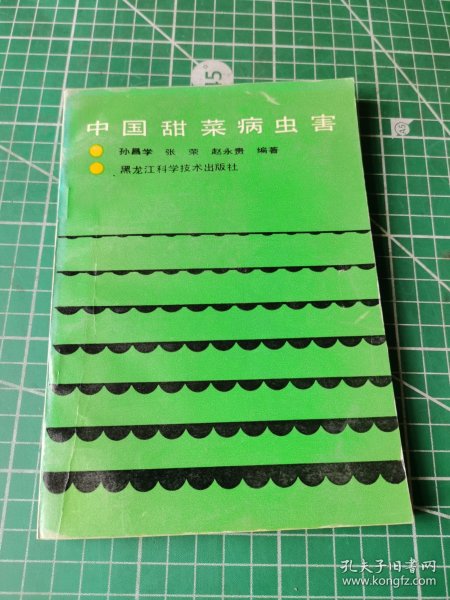 中国甜菜病虫害
孙昌学 张荣 赵永贵 编著
黑龙江科学技术出版社
45
孔夫子旧书网
www.kongfz.com